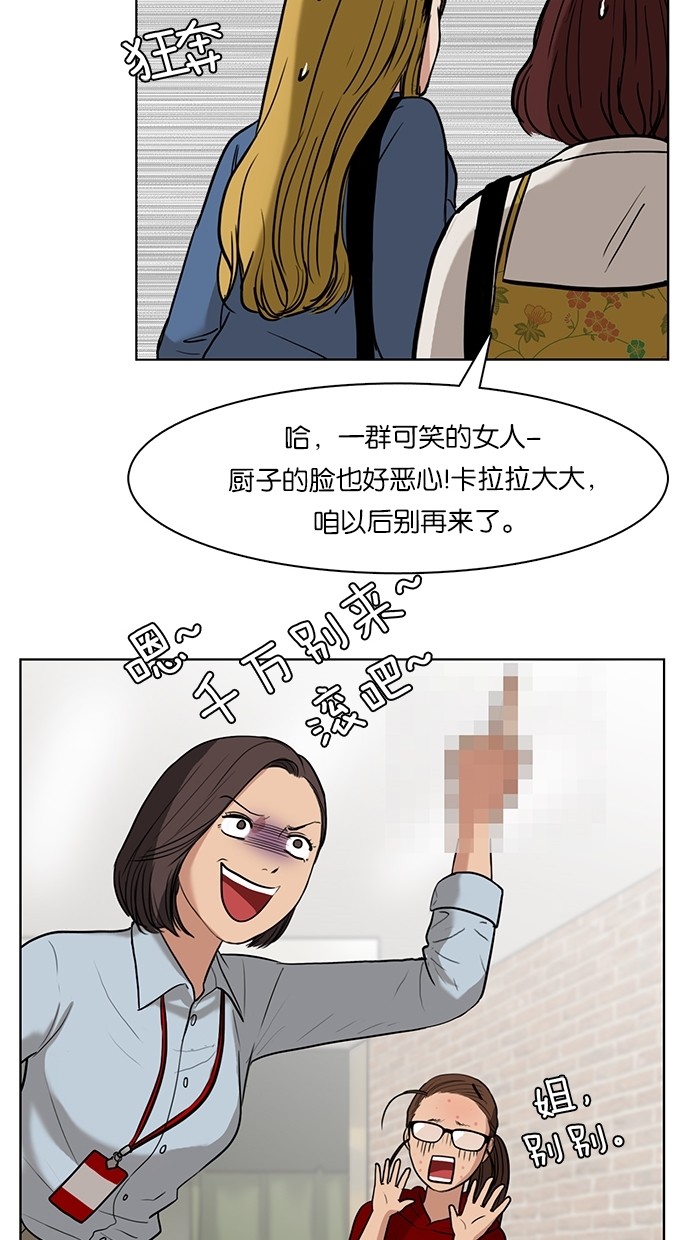 狂奔
哈，一群可笑的女人-
厨子的脸也好恶心!卡拉拉大大，
咱以后别再来了。
嗯~
千万别来~
滚吧~
姐，
别别。